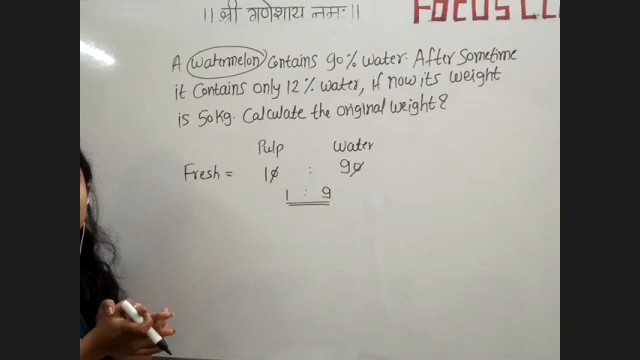 ।। श्री गणेशाय नमः ।।
FOCUS
A Watermelon Contains 90% Water. After Sometime
it Contains only 12% Water, if now its weight
is 50kg. Calculate the original weight?
Pulp Water
Fresh = 10 : 90
1 : 9